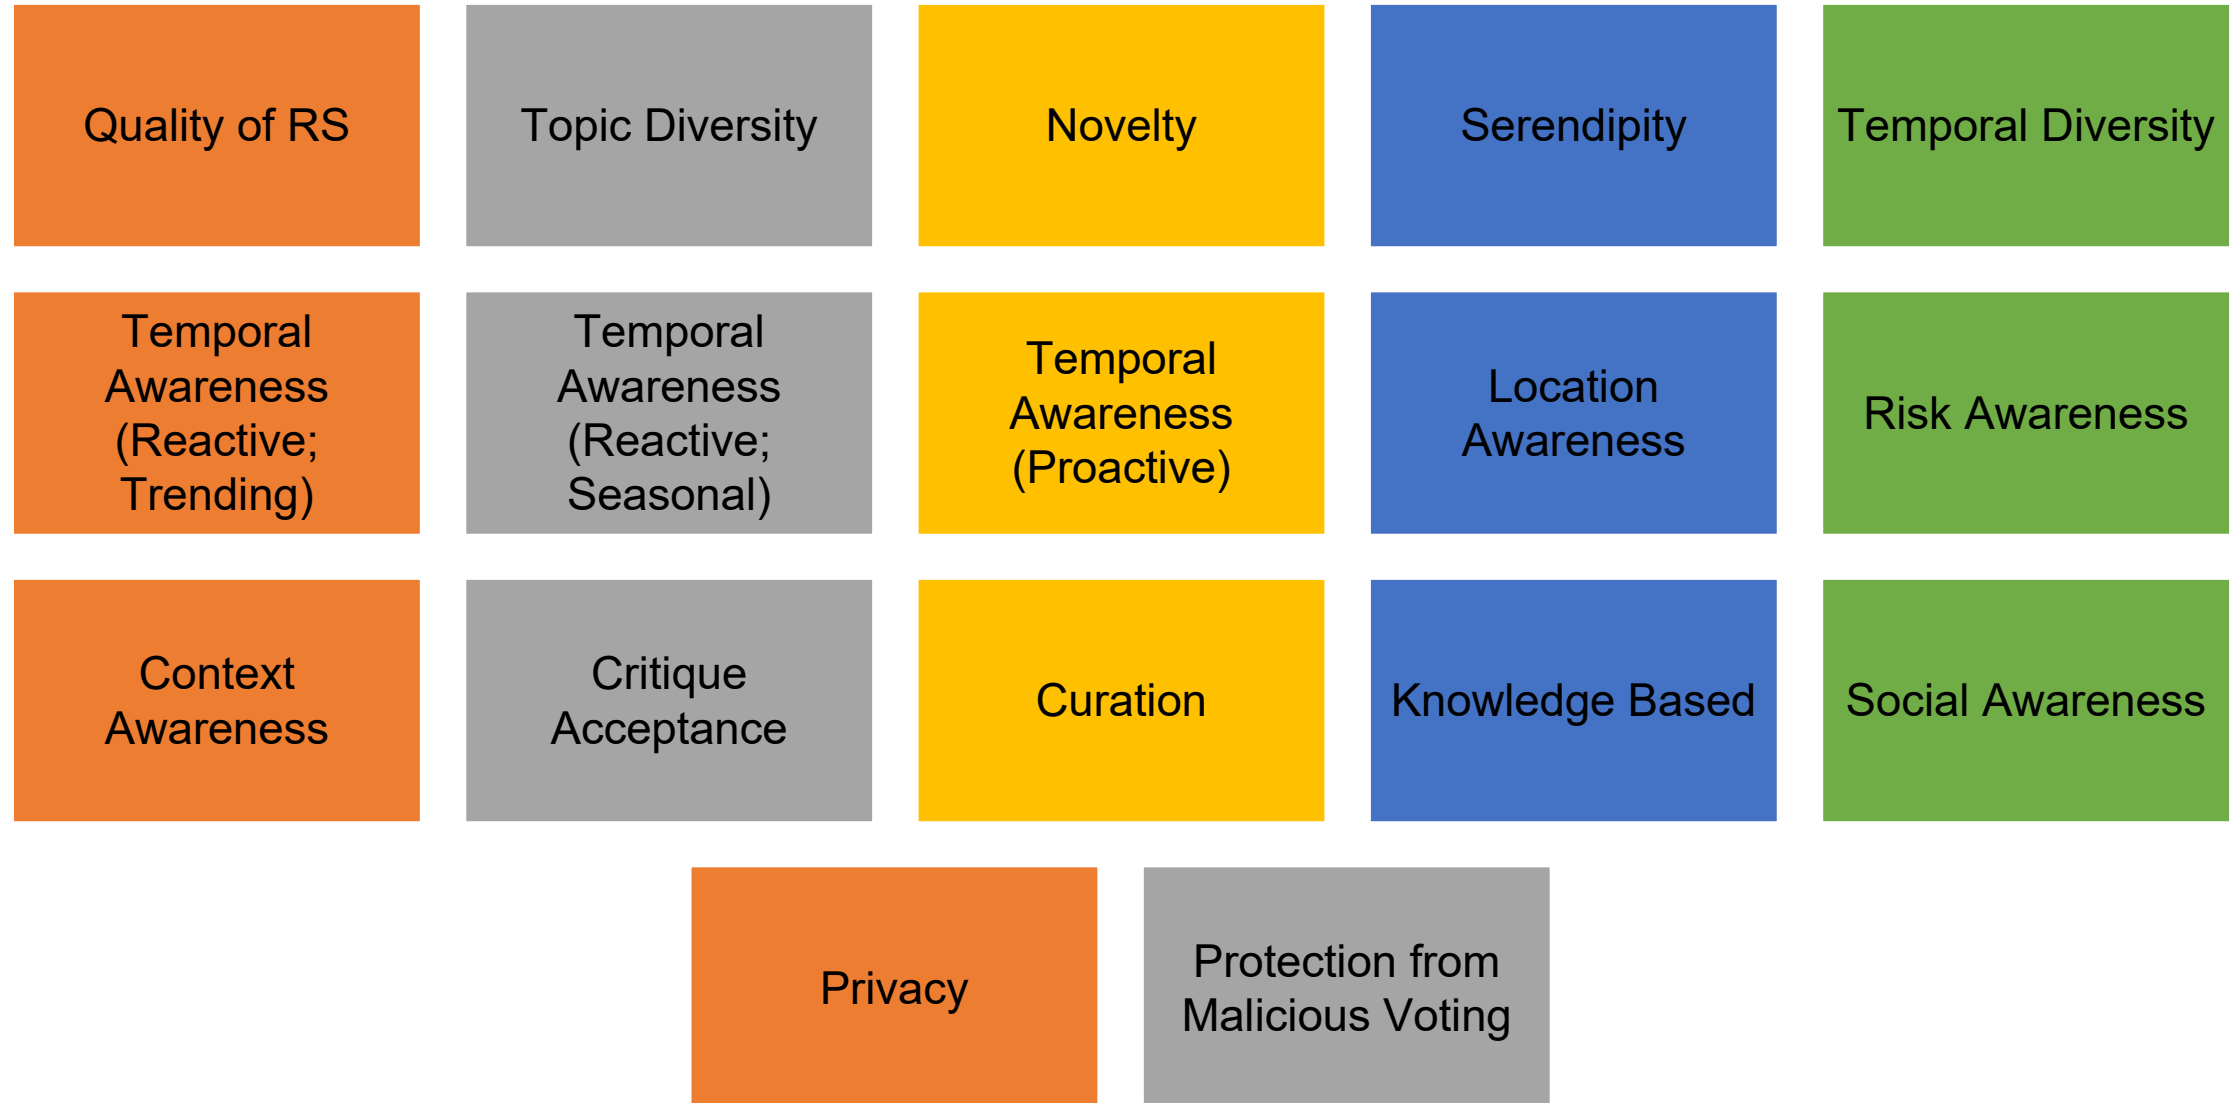 Quality of RS
Topic Diversity
Novelty
Serendipity
Temporal Diversity
Temporal
Awareness
(Reactive;
Trending)
Temporal
Awareness
(Reactive;
Seasonal)
Temporal
Awareness
(Proactive)
Location
Awareness
Risk Awareness
Context
Awareness
Critique
Acceptance
Curation
Knowledge Based
Social Awareness
Privacy
Protection from
Malicious Voting